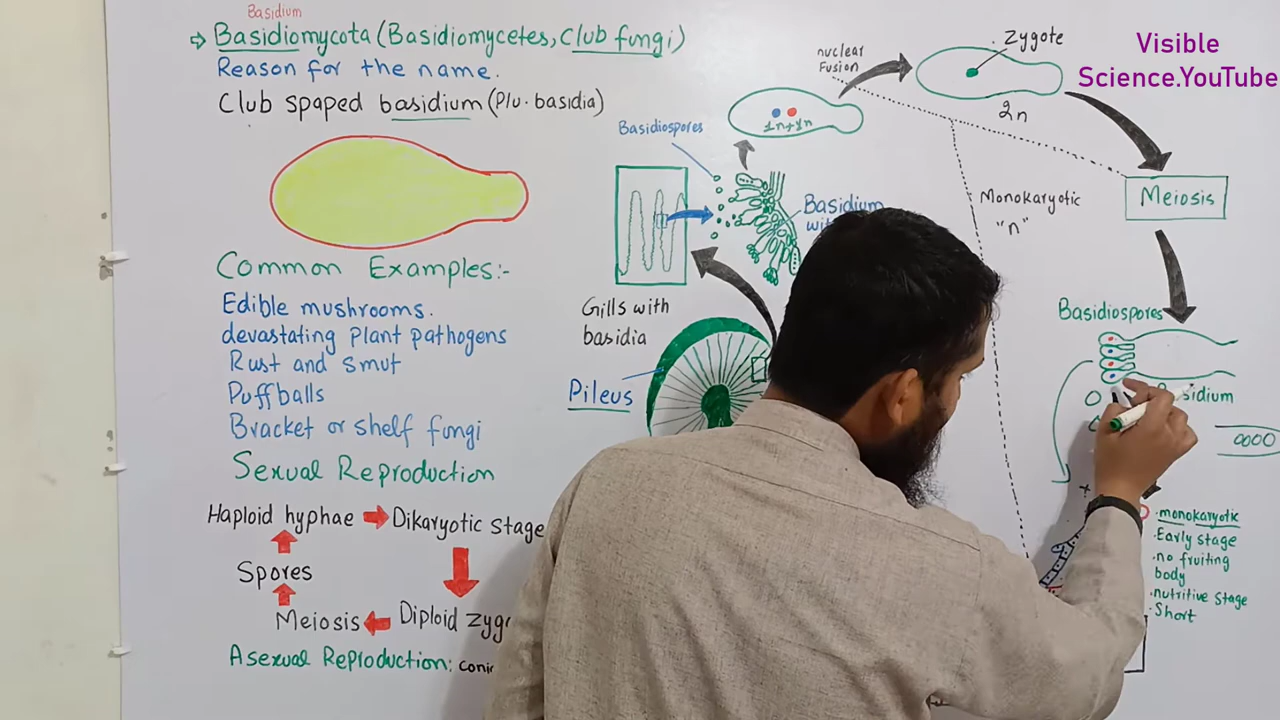 Basidium
Basidiomycota (Basidiomycetes, Club fungi)
Reason for the name.
Club spaped basidium (Plu. basidia)
Common Examples:-
Edible mushrooms.
devastating Plant pathogens
Rust and Smut
Puffballs
Bracket or shelf fungi
Sexual Reproduction
Haploid hyphae
Dikaryotic stage
Spores
Meiosis
Diploid
Asexual Reproduction:
Basidiospores
1n+1n
nuclear
Fusion
Zygote
2n
Visible
Science.YouTube
Monokaryotic
"n"
Meiosis
Basidium
Gills with
basidia
Pileus
Basidiospores
+
0000
monokaryotic
Early stage
no fruiting
body
nutritive stage
Short